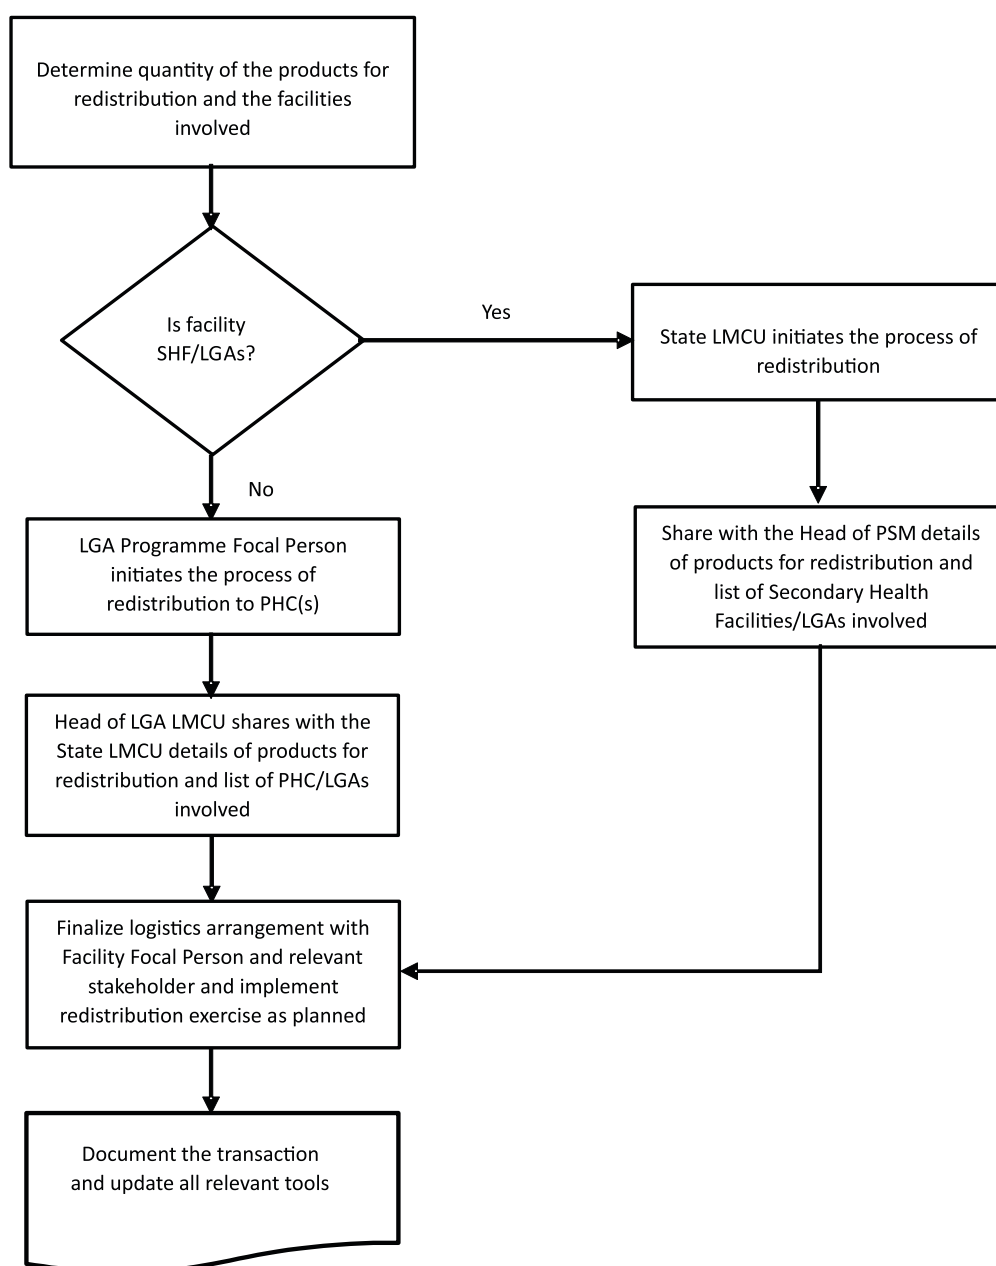 Determine quantity of the products for
redistribution and the facilities
involved
Is facility
SHF/LGAs?
Yes
State LMCU initiates the process of
redistribution
No
Share with the Head of PSM details
of products for redistribution and
list of Secondary Health
Facilities/LGAs involved
LGA Programme Focal Person
initiates the process of
redistribution to PHC(s)
Head of LGA LMCU shares with the
State LMCU details of products for
redistribution and list of PHC/LGAs
involved
Finalize logistics arrangement with
Facility Focal Person and relevant
stakeholder and implement
redistribution exercise as planned
Document the transaction
and update all relevant tools